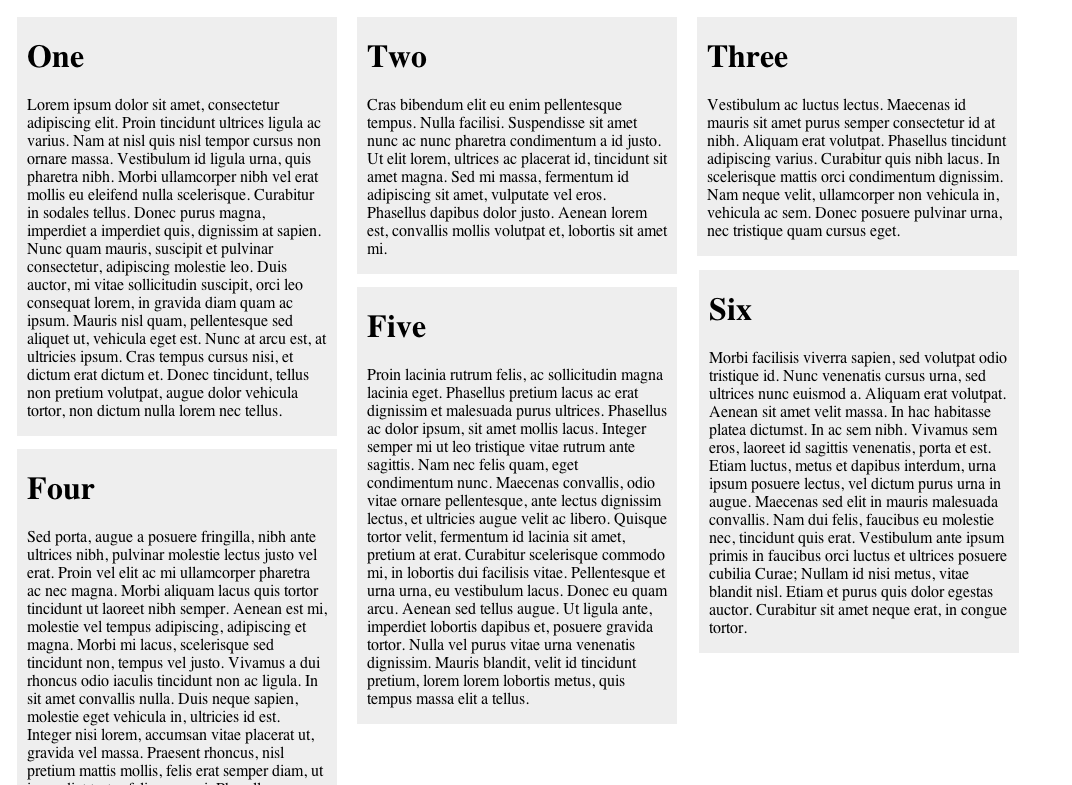 One
Lorem ipsum dolor sit amet, consectetur
adipiscing elit. Proin tincidunt ultrices ligula ac
varius. Nam at nisl quis nisl tempor cursus non
ornare massa. Vestibulum id ligula urna, quis
pharetra nibh. Morbi ullamcorper nibh vel erat
mollis eu eleifend nulla scelerisque. Curabitur
in sodales tellus. Donec purus magna,
imperdiet a imperdiet quis, dignissim at sapien.
Nunc quam mauris, suscipit et pulvinar
consectetur, adipiscing molestie leo. Duis
auctor, mi vitae sollicitudin suscipit, orci leo
consequat lorem, in gravida diam quam ac
ipsum. Mauris nisl quam, pellentesque sed
aliquet ut, vehicula eget est. Nunc at arcu est, at
ultricies ipsum. Cras tempus cursus nisi, et
dictum erat dictum et. Donec tincidunt, tellus
non pretium volutpat, augue dolor vehicula
tortor, non dictum nulla lorem nec tellus.
Two
Cras bibendum elit eu enim pellentesque
tempus. Nulla facilisi. Suspendisse sit amet
nunc ac nunc pharetra condimentum a id justo.
Ut elit lorem, ultrices ac placerat id, tincidunt sit
amet magna. Sed mi massa, fermentum id
adipiscing sit amet, vulputate vel eros.
Phasellus dapibus dolor justo. Aenean lorem
est, convallis mollis volutpat et, lobortis sit amet
mi.
Three
Vestibulum ac luctus lectus. Maecenas id
mauris sit amet purus semper consectetur id at
nibh. Aliquam erat volutpat. Phasellus tincidunt
adipiscing varius. Curabitur quis nibh lacus. In
scelerisque mattis orci condimentum dignissim.
Nam neque velit, ullamcorper non vehicula in,
vehicula ac sem. Donec posuere pulvinar urna,
nec tristique quam cursus eget.
Four
Sed porta, augue a posuere fringilla, nibh ante
ultrices nibh, pulvinar molestie lectus justo vel
erat. Proin vel elit ac mi ullamcorper pharetra
ac nec magna. Morbi aliquam lacus quis tortor
tincidunt ut laoreet nibh semper. Aenean est mi,
molestie vel tempus adipiscing, adipiscing et
magna. Morbi mi lacus, scelerisque sed
tincidunt non, tempus vel justo. Vivamus a dui
rhoncus odio iaculis tincidunt non ac ligula. In
sit amet convallis nulla. Duis neque sapien,
molestie eget vehicula in, ultricies id est.
Integer nisi lorem, accumsan vitae placerat ut,
gravida vel massa. Praesent rhoncus, nisl
pretium mattis mollis, felis erat semper diam, ut
Five
Proin lacinia rutrum felis, ac sollicitudin magna
lacinia eget. Phasellus pretium lacus ac erat
dignissim et malesuada purus ultrices. Phasellus
ac dolor ipsum, sit amet mollis lacus. Integer
semper mi ut leo tristique vitae rutrum ante
sagittis. Nam nec felis quam, eget
condimentum nunc. Maecenas convallis, odio
vitae ornare pellentesque, ante lectus dignissim
lectus, et ultricies augue velit ac libero. Quisque
tortor velit, fermentum id lacinia sit amet,
pretium at erat. Curabitur scelerisque commodo
mi, in lobortis dui facilisis vitae. Pellentesque et
urna urna, eu vestibulum lacus. Donec eu quam
arcu. Aenean sed tellus augue. Ut ligula ante,
imperdiet lobortis dapibus et, posuere gravida
tortor. Nulla vel purus vitae urna venenatis
dignissim. Mauris blandit, velit id tincidunt
pretium, lorem lorem lobortis metus, quis
tempus massa elit a tellus.
Six
Morbi facilisis viverra sapien, sed volutpat odio
tristique id. Nunc venenatis cursus urna, sed
ultrices nunc euismod a. Aliquam erat volutpat.
Aenean sit amet velit massa. In hac habitasse
platea dictumst. In ac sem nibh. Vivamus sem
eros, laoreet id sagittis venenatis, porta et est.
Etiam luctus, metus et dapibus interdum, urna
ipsum posuere lectus, vel dictum purus urna in
augue. Maecenas sed elit in mauris malesuada
convallis. Nam dui felis, faucibus eu molestie
nec, tincidunt quis erat. Vestibulum ante ipsum
primis in faucibus orci luctus et ultrices posuere
cubilia Curae; Nullam id nisi metus, vitae
blandit nisl. Etiam et purus quis dolor egestas
auctor. Curabitur sit amet neque erat, in congue
tortor.